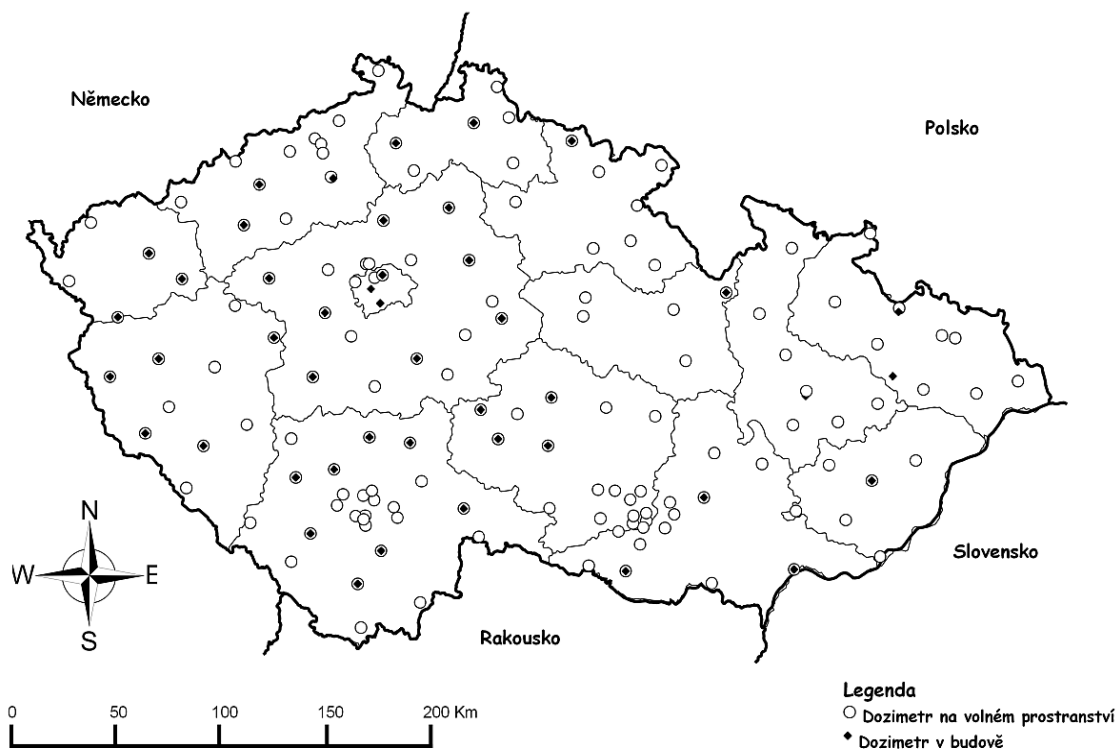 Německo
Polsko
N
W
E
S
Slovensko
Rakousko
0 50 100 150 200 Km
Legenda
Dozimetr na volném prostranství
Dozimetr v budově